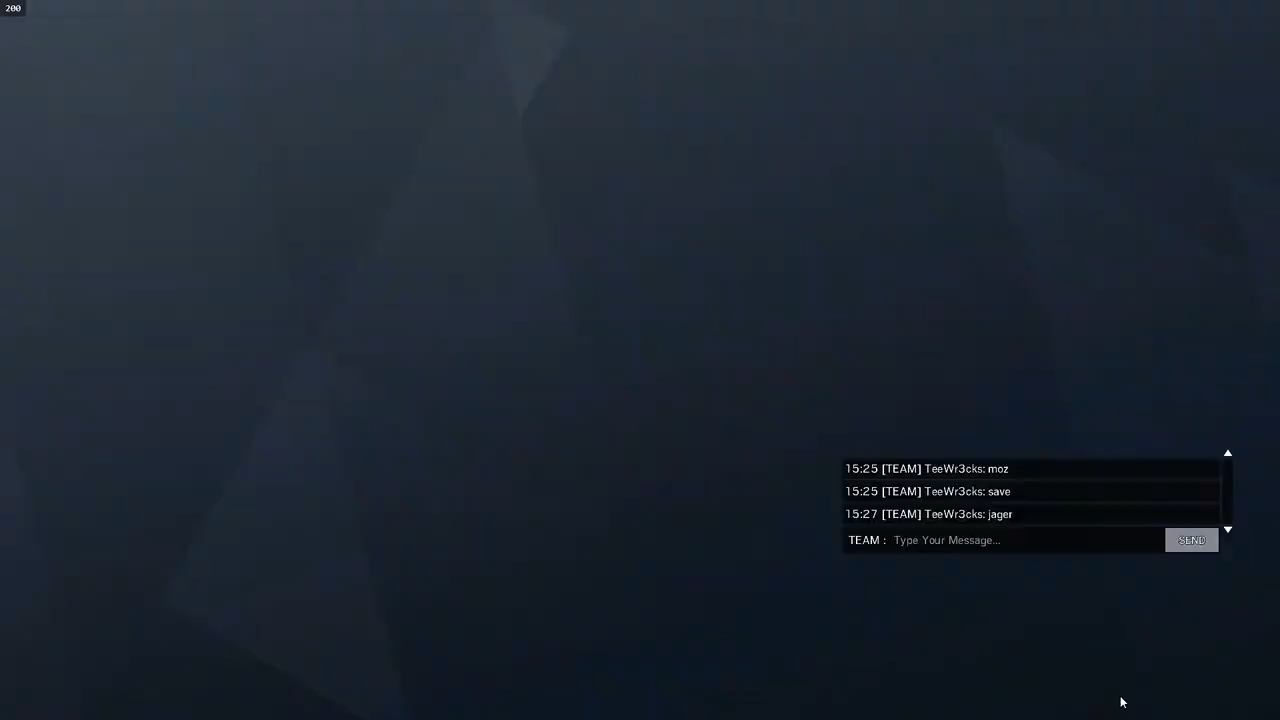 200
15:25 [TEAM] TeeWr3cks: moz
15:25 [TEAM] TeeWr3cks: save
15:27 [TEAM] TeeWr3cks: jager
TEAM : Type Your Message... SEND